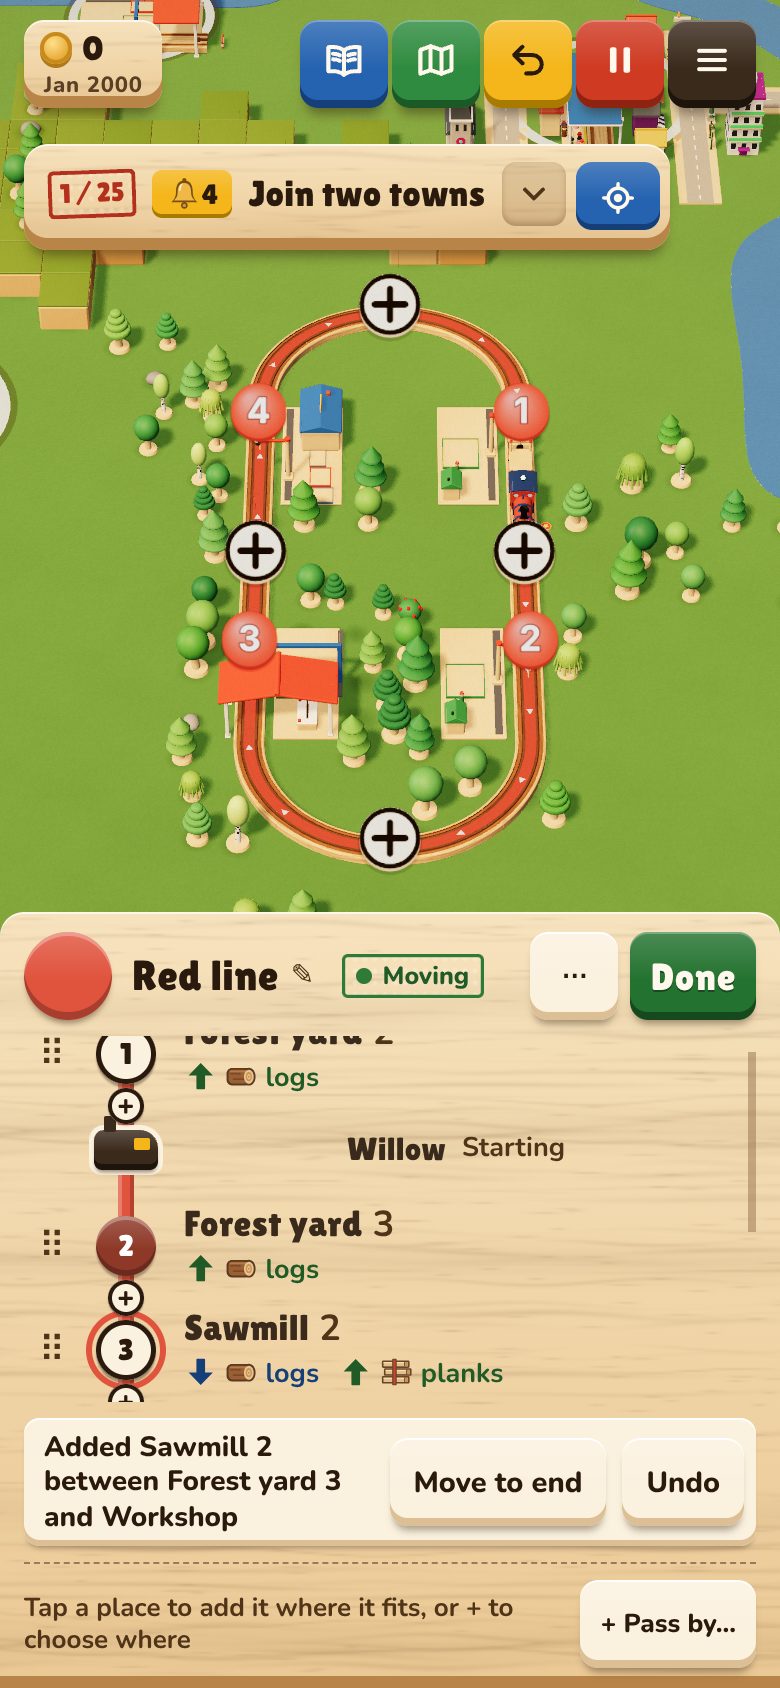 0
Jan 2000
1/25
4
Join two towns
4
1
3
2
Red line
Moving
...
Done
1
Forest yard 2
logs
Willow Starting
2
Forest yard 3
logs
3
Sawmill 2
logs planks
Added Sawmill 2
between Forest yard 3
and Workshop
Move to end
Undo
Tap a place to add it where it fits, or + to
choose where
+ Pass by...